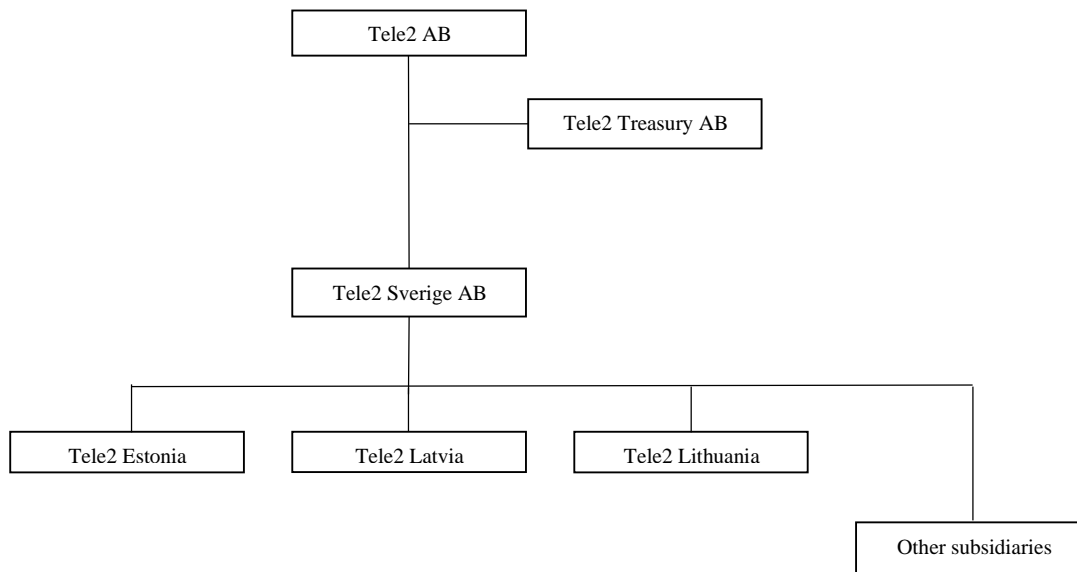 Tele2 AB
Tele2 Treasury AB
Tele2 Sverige AB
Tele2 Estonia
Tele2 Latvia
Tele2 Lithuania
Other subsidiaries